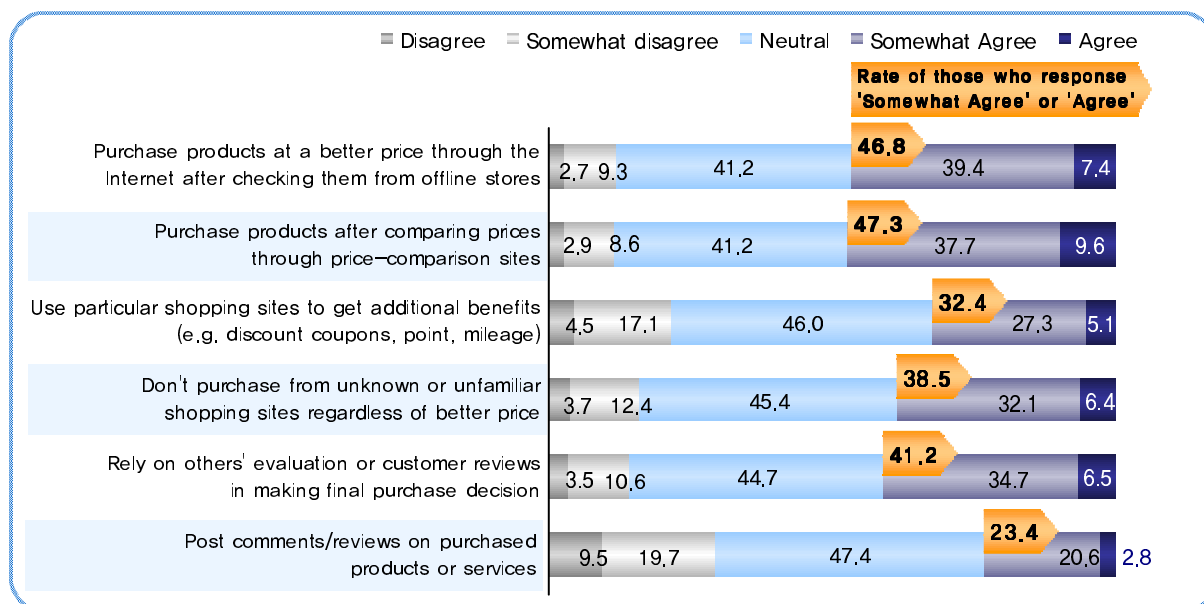 Disagree Somewhat disagree Neutral Somewhat Agree Agree
Rate of those who response
'Somewhat Agree' or 'Agree'
Purchase products at a better price through the
Internet after checking them from offline stores
2.7 9.3 41.2 46.8 39.4 7.4
Purchase products after comparing prices
through price-comparison sites
2.9 8.6 41.2 47.3 37.7 9.6
Use particular shopping sites to get additional benefits
(e.g. discount coupons, point, mileage)
4.5 17.1 46.0 32.4 27.3 5.1
Don't purchase from unknown or unfamiliar
shopping sites regardless of better price
3.7 12.4 45.4 38.5 32.1 6.4
Rely on others' evaluation or customer reviews
in making final purchase decision
3.5 10.6 44.7 41.2 34.7 6.5
Post comments/reviews on purchased
products or services
9.5 19.7 47.4 23.4 20.6 2.8